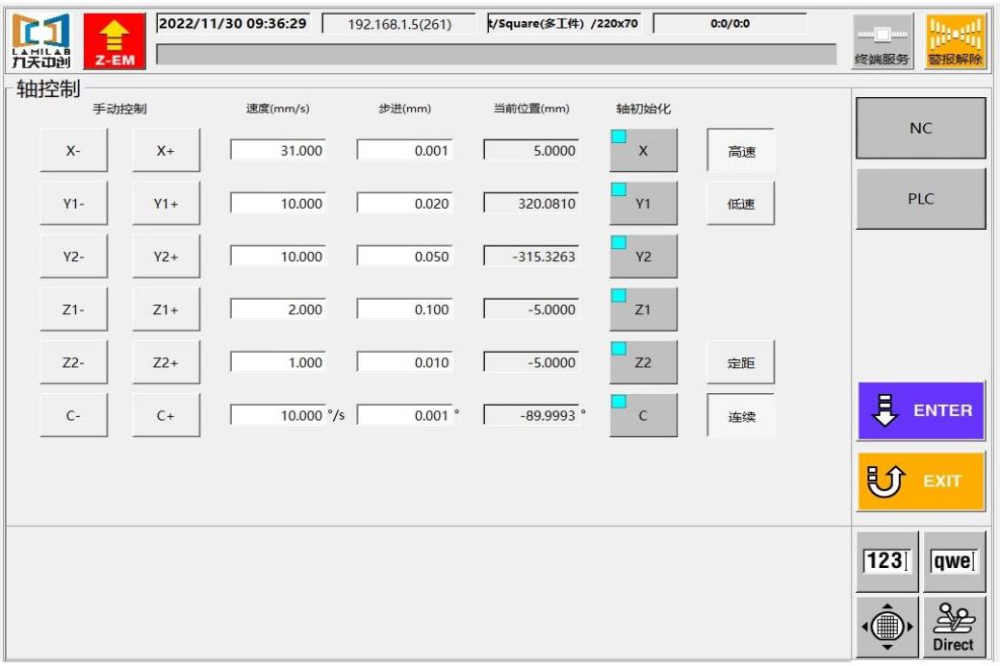 LAMILAB
九天中创
Z-EM
2022/11/30 09:36:29
192.168.1.5(261)
t/Square(多工件) /220x70
0:0/0:0
终端服务
警报解除
轴控制
手动控制 速度(mm/s) 步进(mm) 当前位置(mm) 轴初始化
X- X+ 31.000 0.001 5.0000 X 高速
Y1- Y1+ 10.000 0.020 320.0810 Y1 低速
Y2- Y2+ 10.000 0.050 -315.3263 Y2
Z1- Z1+ 2.000 0.100 -5.0000 Z1
Z2- Z2+ 1.000 0.010 -5.0000 Z2 定距
C- C+ 10.000 °/s 0.001 ° -89.9993 ° C 连续
NC
PLC
ENTER
EXIT
123
qwe
Direct